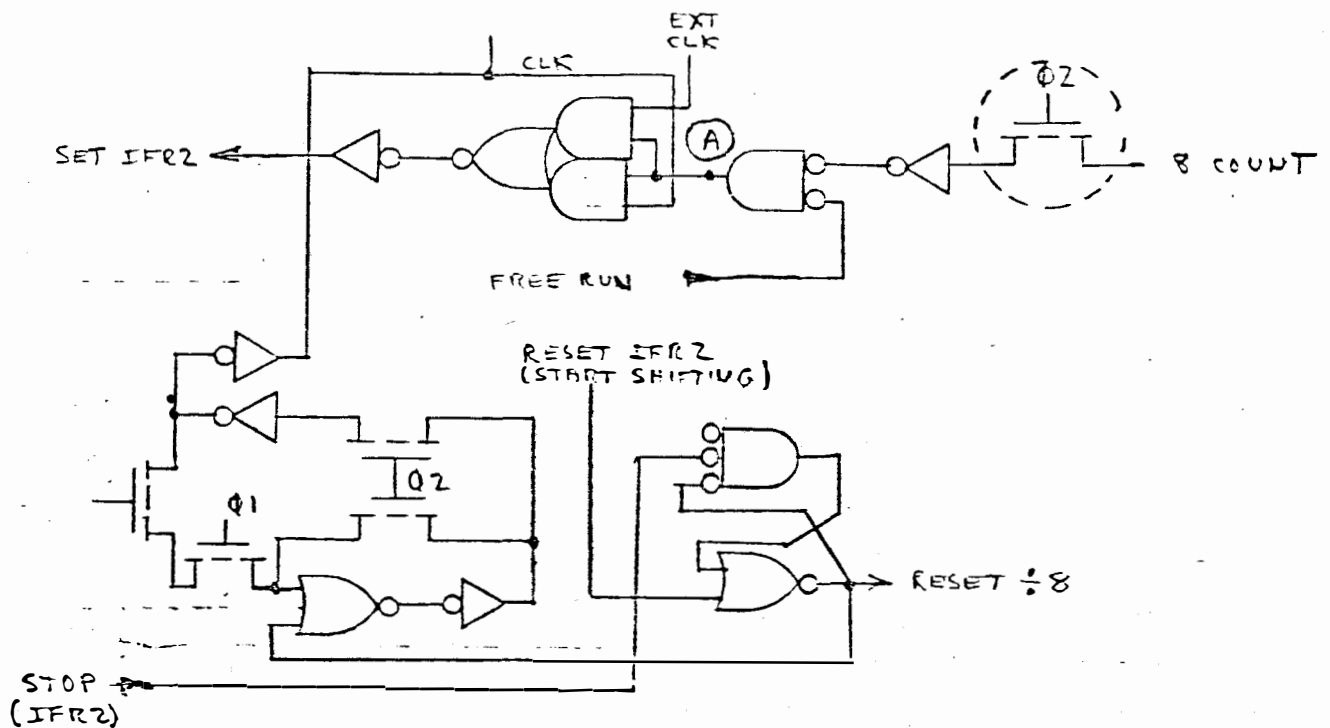 EXT
CLK
CLK
Φ2
SET IFR2
A
8 COUNT
FREE RUN
RESET IFR2
(START SHIFTING)
Φ2
Φ1
RESET ÷8
STOP
(IFR2)